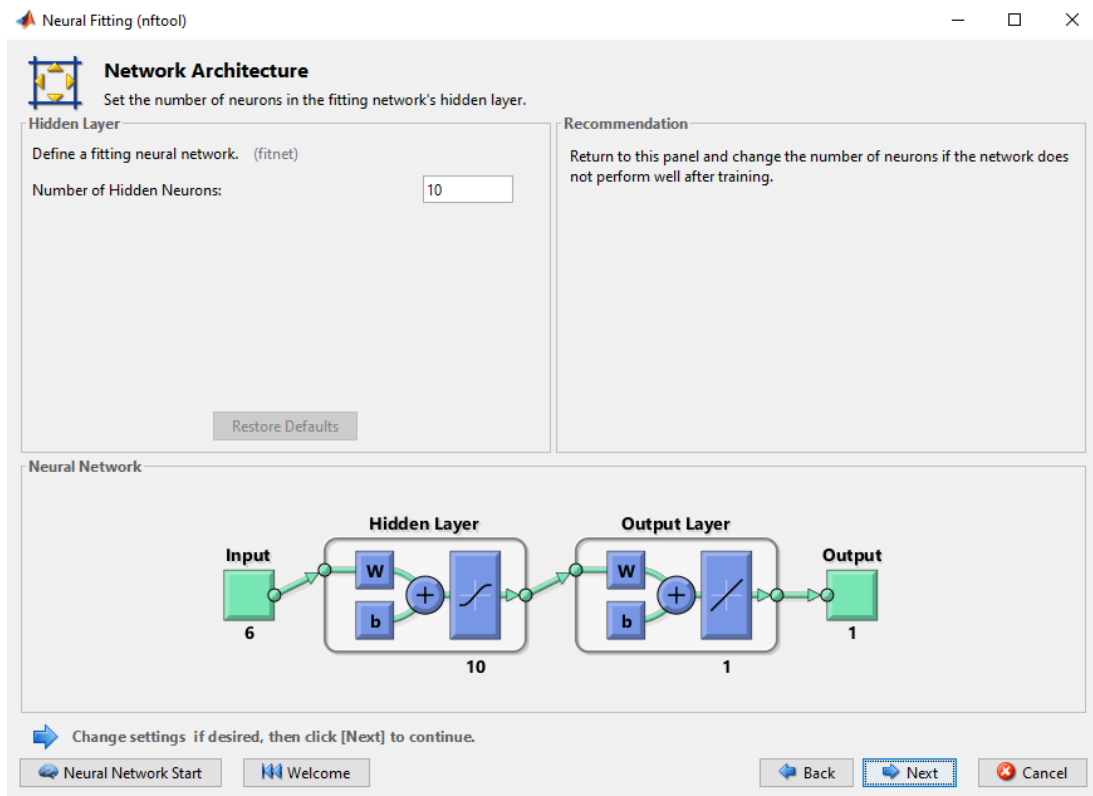 Neural Fitting (nftool)
Network Architecture
Set the number of neurons in the fitting network's hidden layer.
Hidden Layer
Define a fitting neural network. (fitnet)
Number of Hidden Neurons: 10
Restore Defaults
Recommendation
Return to this panel and change the number of neurons if the network does
not perform well after training.
Neural Network
Hidden Layer
Output Layer
Input
Output
W
b
W
b
6
10
1
1
Change settings if desired, then click [Next] to continue.
Neural Network Start
Welcome
Back
Next
Cancel